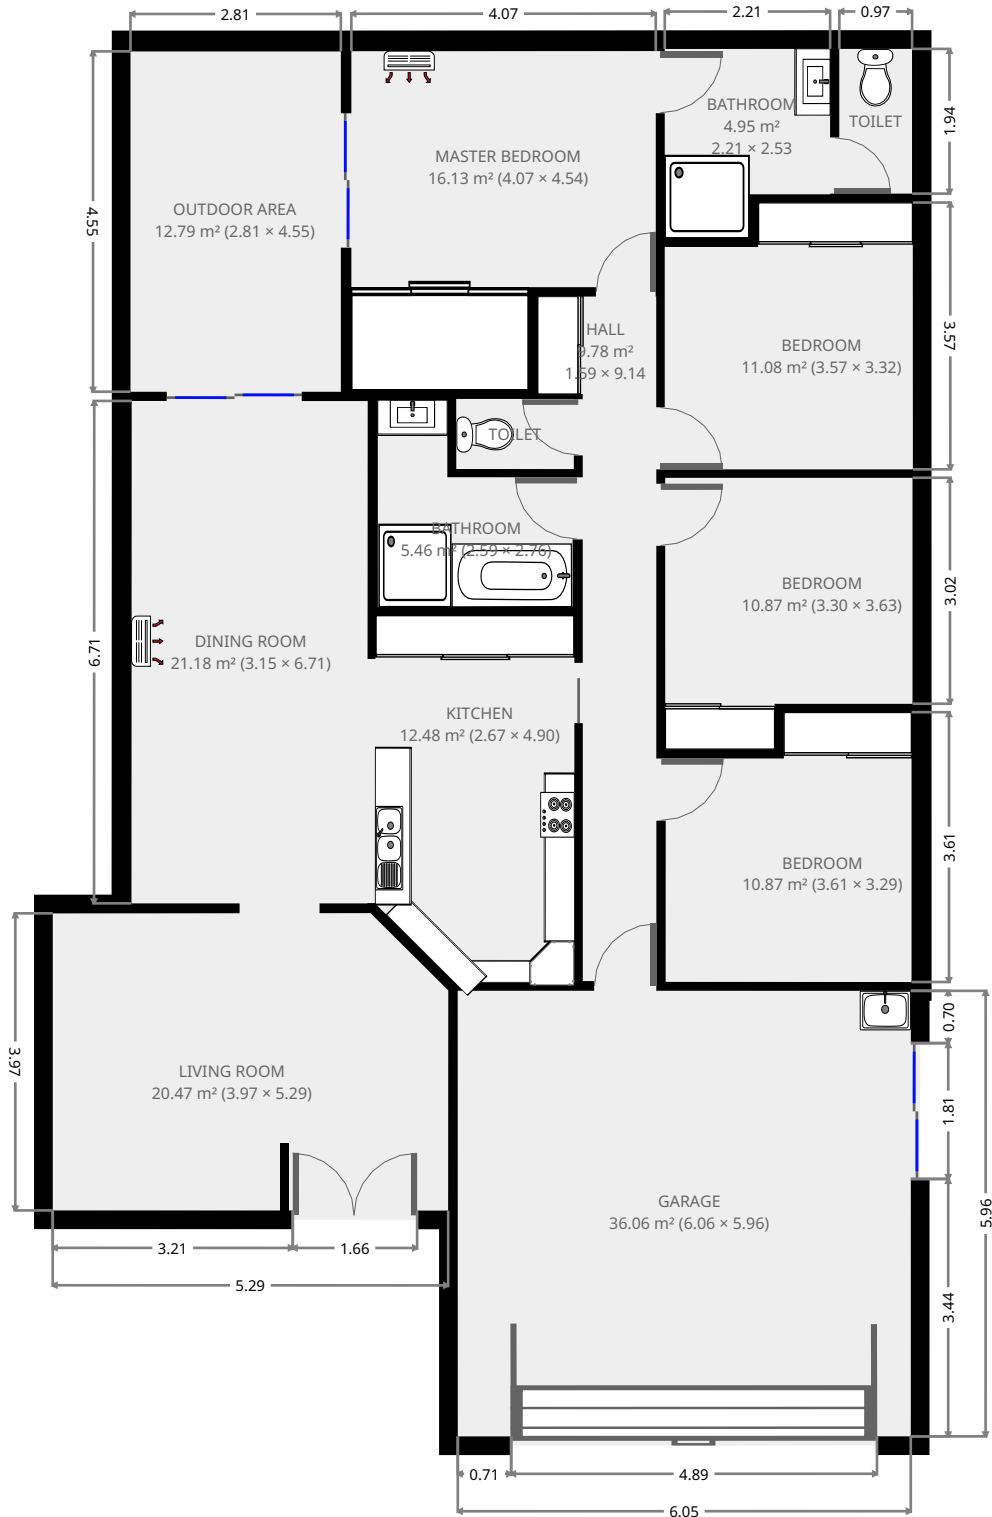 2.81
4.07
2.21
0.97
BATHROOM
4.95 m²
2.21 × 2.53
TOILET
1.94
MASTER BEDROOM
16.13 m² (4.07 × 4.54)
OUTDOOR AREA
12.79 m² (2.81 × 4.55)
4.55
HALL
9.78 m²
1.59 × 9.14
BEDROOM
11.08 m² (3.57 × 3.32)
3.57
TOILET
BATHROOM
5.46 m² (2.59 × 2.76)
BEDROOM
10.87 m² (3.30 × 3.63)
3.02
DINING ROOM
21.18 m² (3.15 × 6.71)
6.71
KITCHEN
12.48 m² (2.67 × 4.90)
BEDROOM
10.87 m² (3.61 × 3.29)
3.61
0.70
LIVING ROOM
20.47 m² (3.97 × 5.29)
3.97
1.81
GARAGE
36.06 m² (6.06 × 5.96)
5.96
3.21
1.66
5.29
3.44
0.71
4.89
6.05